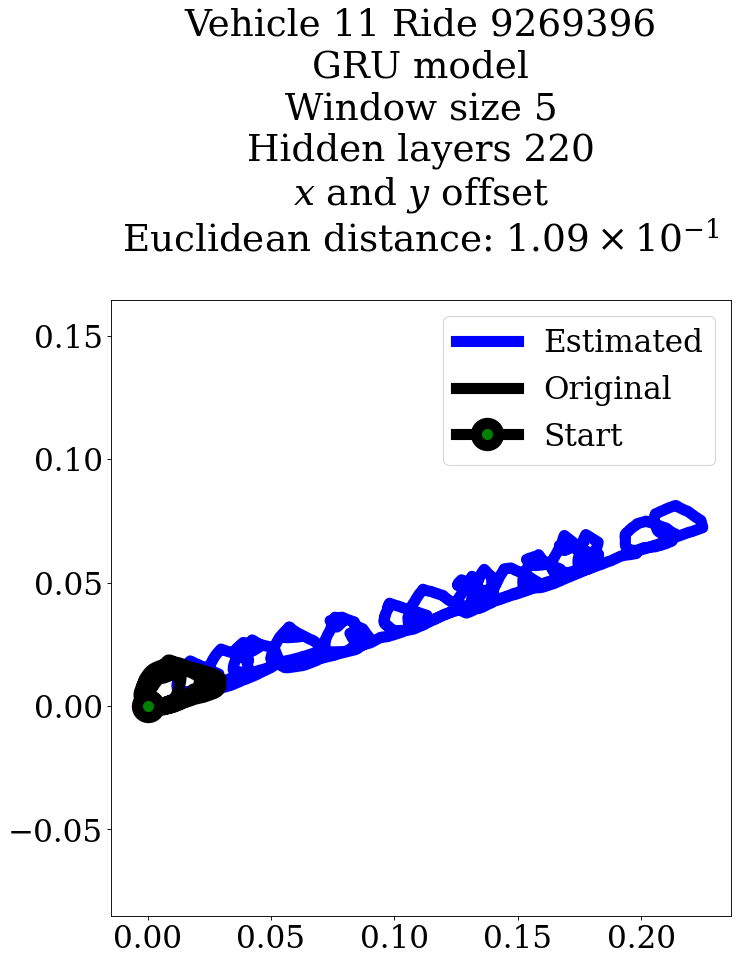 Vehicle 11 Ride 9269396
GRU model
Window size 5
Hidden layers 220
x and y offset
Euclidean distance: 1.09 × 10⁻¹
Estimated
Original
Start
0.15
0.10
0.05
0.00
−0.05
0.00 0.05 0.10 0.15 0.20